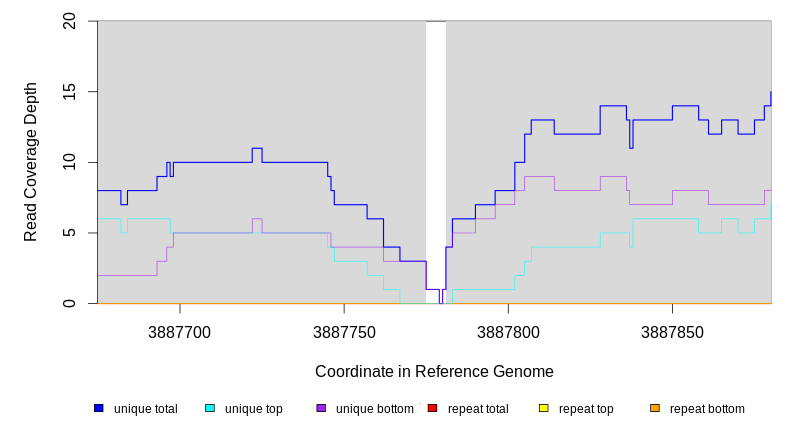 Read Coverage Depth
20
15
10
5
0
3887700 3887750 3887800 3887850
Coordinate in Reference Genome
unique total unique top unique bottom repeat total repeat top repeat bottom